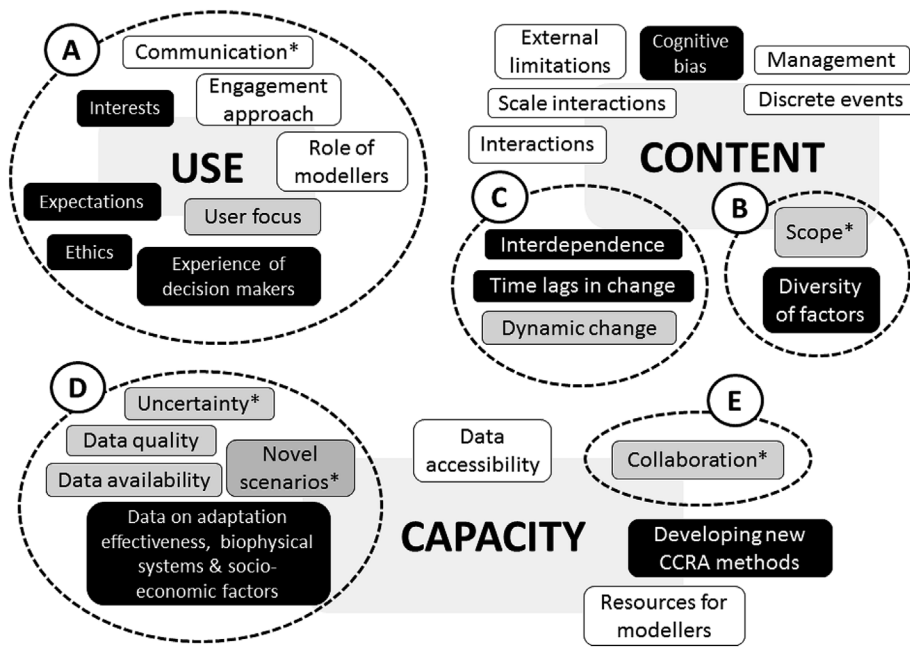 A
Communication*
Engagement
approach
Interests
Role of
modellers
USE
Expectations
User focus
Ethics
Experience of
decision makers
External
limitations
Cognitive
bias
Management
Scale interactions
Discrete events
Interactions
CONTENT
C
Interdependence
Time lags in change
Dynamic change
B
Scope*
Diversity
of factors
D
Uncertainty*
Data quality
Novel
scenarios*
Data availability
Data on adaptation
effectiveness, biophysical
systems & socio-
economic factors
Data
accessibility
E
Collaboration*
CAPACITY
Developing new
CCRA methods
Resources for
modellers